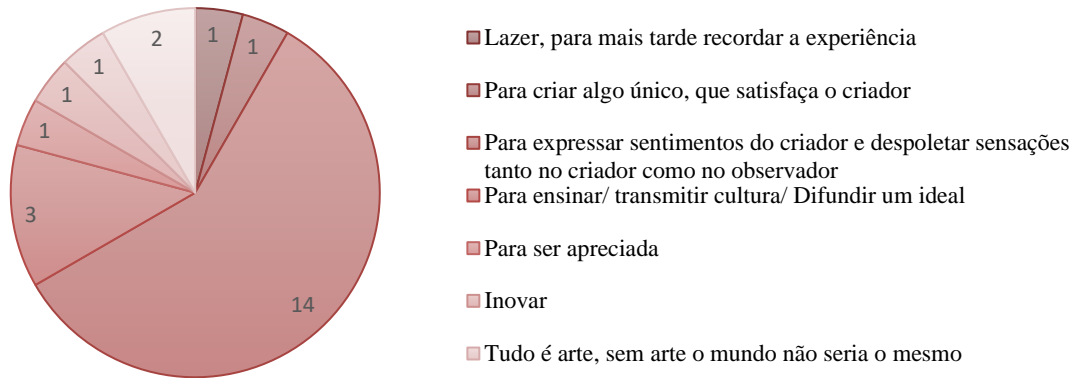 2
1
1
1
1
1
3
14
Lazer, para mais tarde recordar a experiência
Para criar algo único, que satisfaça o criador
Para expressar sentimentos do criador e despoletar sensações
tanto no criador como no observador
Para ensinar/ transmitir cultura/ Difundir um ideal
Para ser apreciada
Inovar
Tudo é arte, sem arte o mundo não seria o mesmo